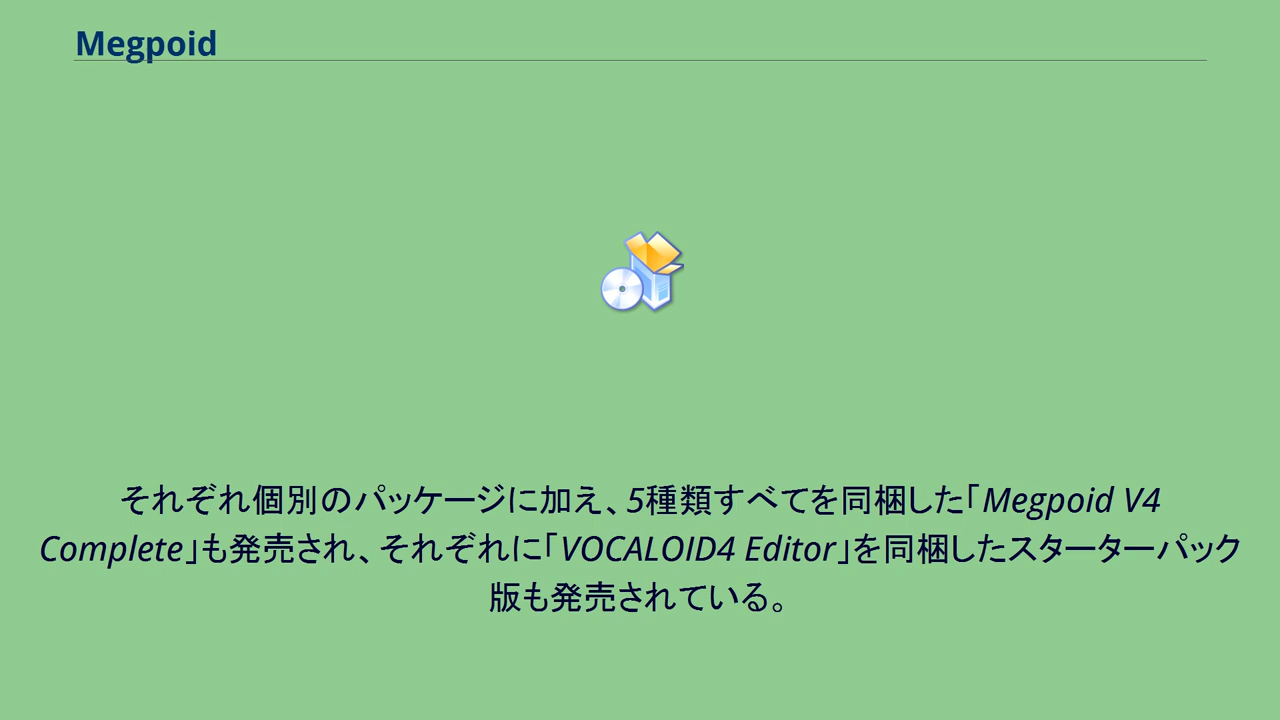 Megpoid
それぞれ個別のパッケージに加え、5種類すべてを同梱した「Megpoid V4
Complete」も発売され、それぞれに「VOCALOID4 Editor」を同梱したスターターパック
版も発売されている。